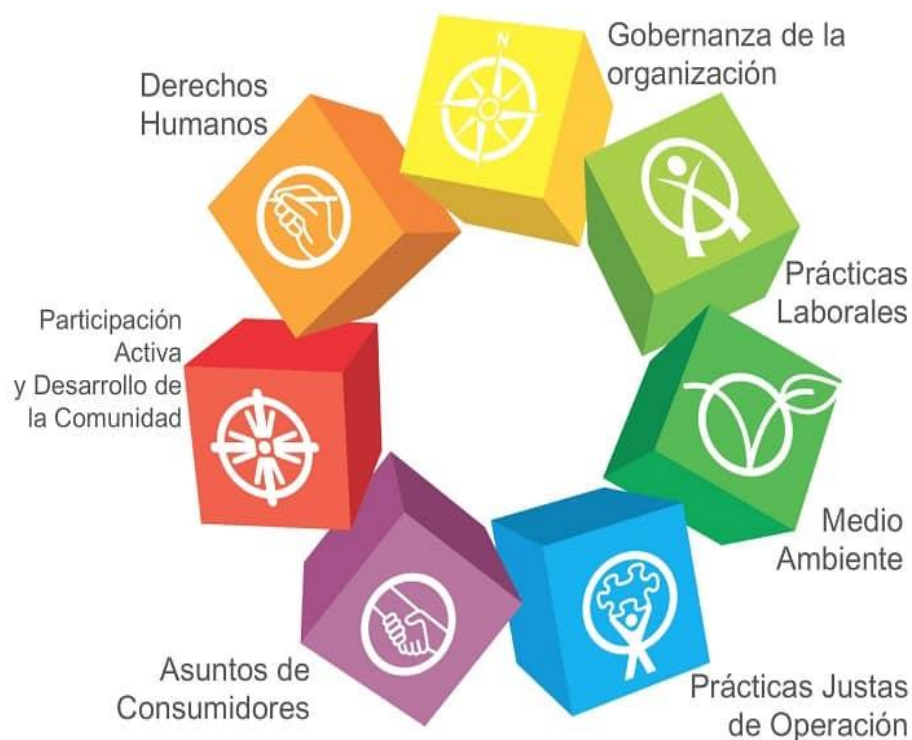 Gobernanza de la
organización
Derechos
Humanos
N
Prácticas
Laborales
Participación
Activa
y Desarrollo de
la Comunidad
Medio
Ambiente
Asuntos de
Consumidores
Prácticas Justas
de Operación